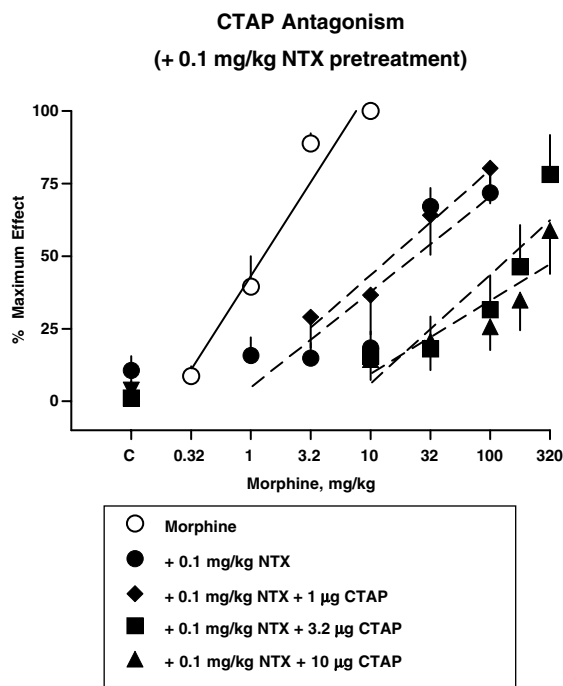 CTAP Antagonism
(+ 0.1 mg/kg NTX pretreatment)
% Maximum Effect
100
75
50
25
0
C 0.32 1 3.2 10 32 100 320
Morphine, mg/kg
Morphine
+ 0.1 mg/kg NTX
+ 0.1 mg/kg NTX + 1 µg CTAP
+ 0.1 mg/kg NTX + 3.2 µg CTAP
+ 0.1 mg/kg NTX + 10 µg CTAP